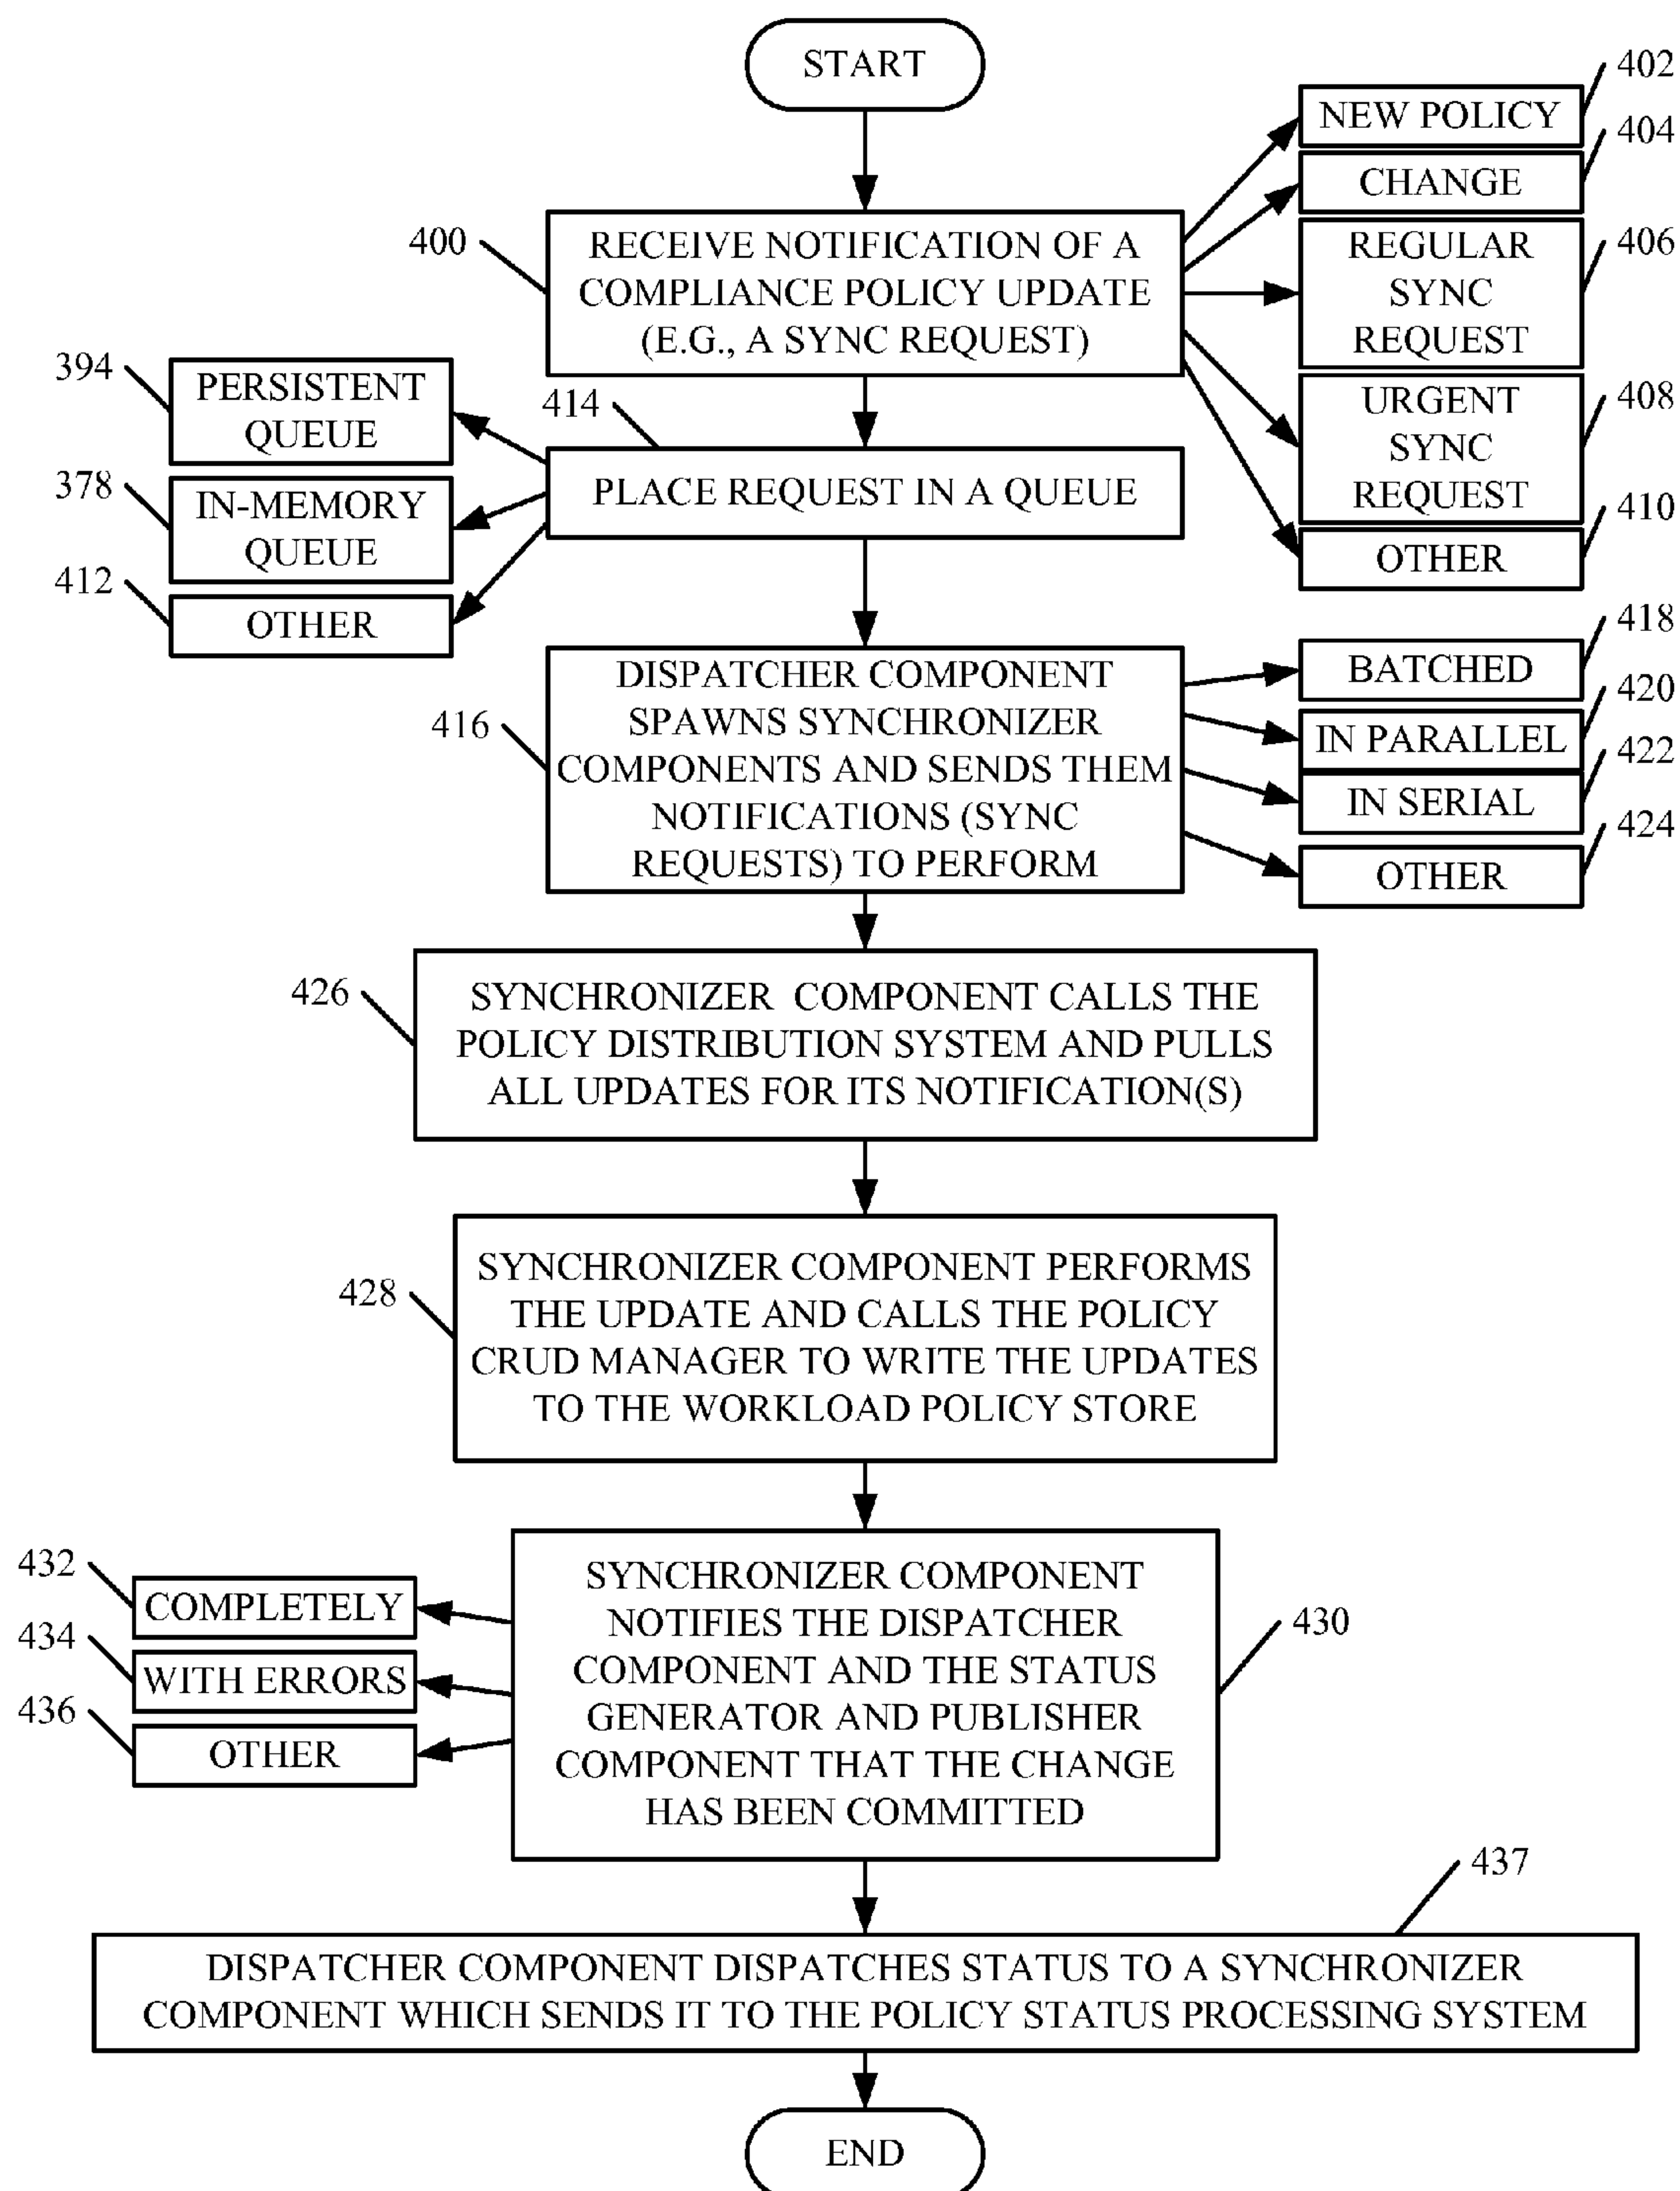 START
402
NEW POLICY
404
CHANGE
400
RECEIVE NOTIFICATION OF A
COMPLIANCE POLICY UPDATE
(E.G., A SYNC REQUEST)
406
REGULAR
SYNC
REQUEST
394
PERSISTENT
QUEUE
414
408
URGENT
SYNC
REQUEST
378
IN-MEMORY
QUEUE
PLACE REQUEST IN A QUEUE
410
OTHER
412
OTHER
416
DISPATCHER COMPONENT
SPAWNS SYNCHRONIZER
COMPONENTS AND SENDS THEM
NOTIFICATIONS (SYNC
REQUESTS) TO PERFORM
418
BATCHED
420
IN PARALLEL
422
IN SERIAL
424
OTHER
426
SYNCHRONIZER COMPONENT CALLS THE
POLICY DISTRIBUTION SYSTEM AND PULLS
ALL UPDATES FOR ITS NOTIFICATION(S)
428
SYNCHRONIZER COMPONENT PERFORMS
THE UPDATE AND CALLS THE POLICY
CRUD MANAGER TO WRITE THE UPDATES
TO THE WORKLOAD POLICY STORE
432
COMPLETELY
434
WITH ERRORS
436
OTHER
SYNCHRONIZER COMPONENT
NOTIFIES THE DISPATCHER
COMPONENT AND THE STATUS
GENERATOR AND PUBLISHER
COMPONENT THAT THE CHANGE
HAS BEEN COMMITTED
430
437
DISPATCHER COMPONENT DISPATCHES STATUS TO A SYNCHRONIZER
COMPONENT WHICH SENDS IT TO THE POLICY STATUS PROCESSING SYSTEM
END